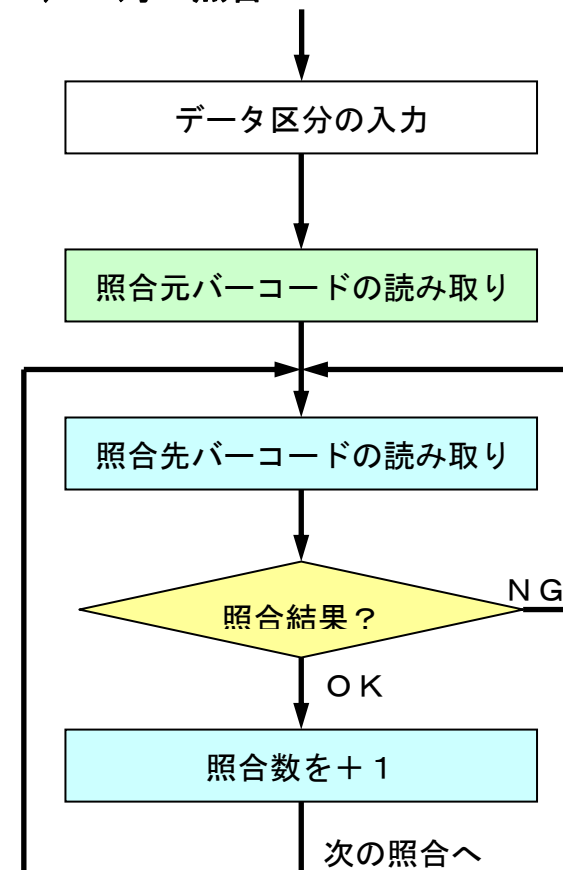 データ区分の入力
照合元バーコードの読み取り
照合先バーコードの読み取り
照合結果？
ＮＧ
ＯＫ
照合数を＋１
次の照合へ